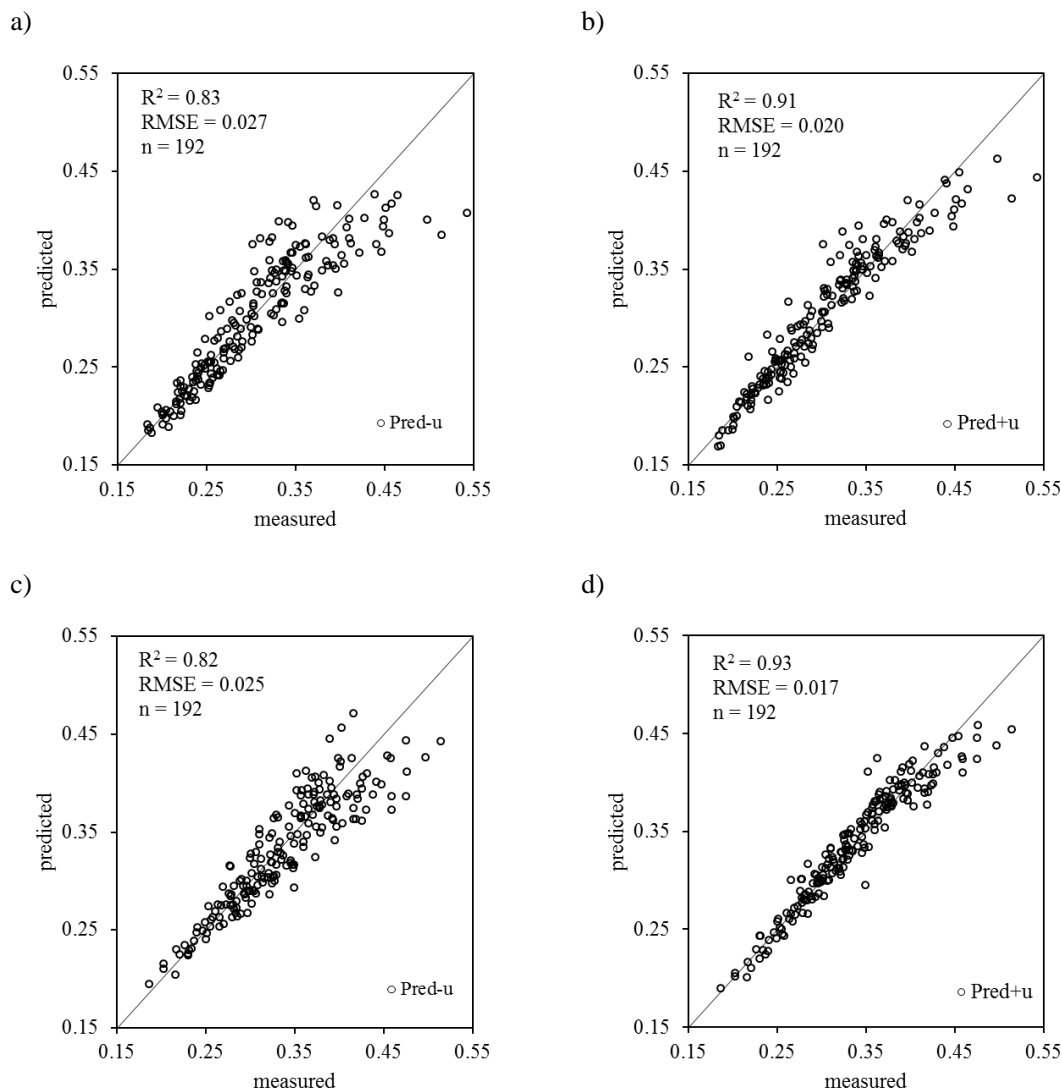 a)
0.55
R² = 0.83
RMSE = 0.027
n = 192
0.45
predicted
0.35
0.25
Pred-u
0.15
0.15 0.25 0.35 0.45 0.55
measured
b)
0.55
R² = 0.91
RMSE = 0.020
n = 192
0.45
predicted
0.35
0.25
Pred+u
0.15
0.15 0.25 0.35 0.45 0.55
measured
c)
0.55
R² = 0.82
RMSE = 0.025
n = 192
0.45
predicted
0.35
0.25
Pred-u
0.15
0.15 0.25 0.35 0.45 0.55
measured
d)
0.55
R² = 0.93
RMSE = 0.017
n = 192
0.45
predicted
0.35
0.25
Pred+u
0.15
0.15 0.25 0.35 0.45 0.55
measured